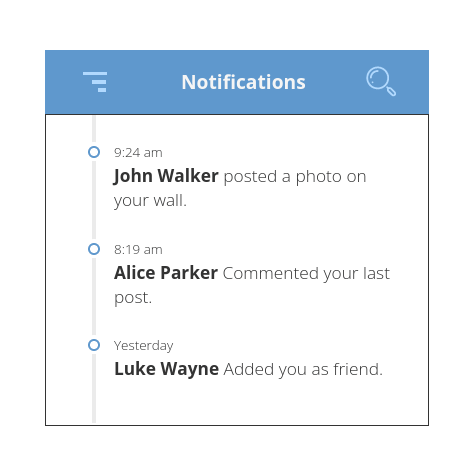 Notifications
9:24 am
John Walker posted a photo on
your wall.
8:19 am
Alice Parker Commented your last
post.
Yesterday
Luke Wayne Added you as friend.